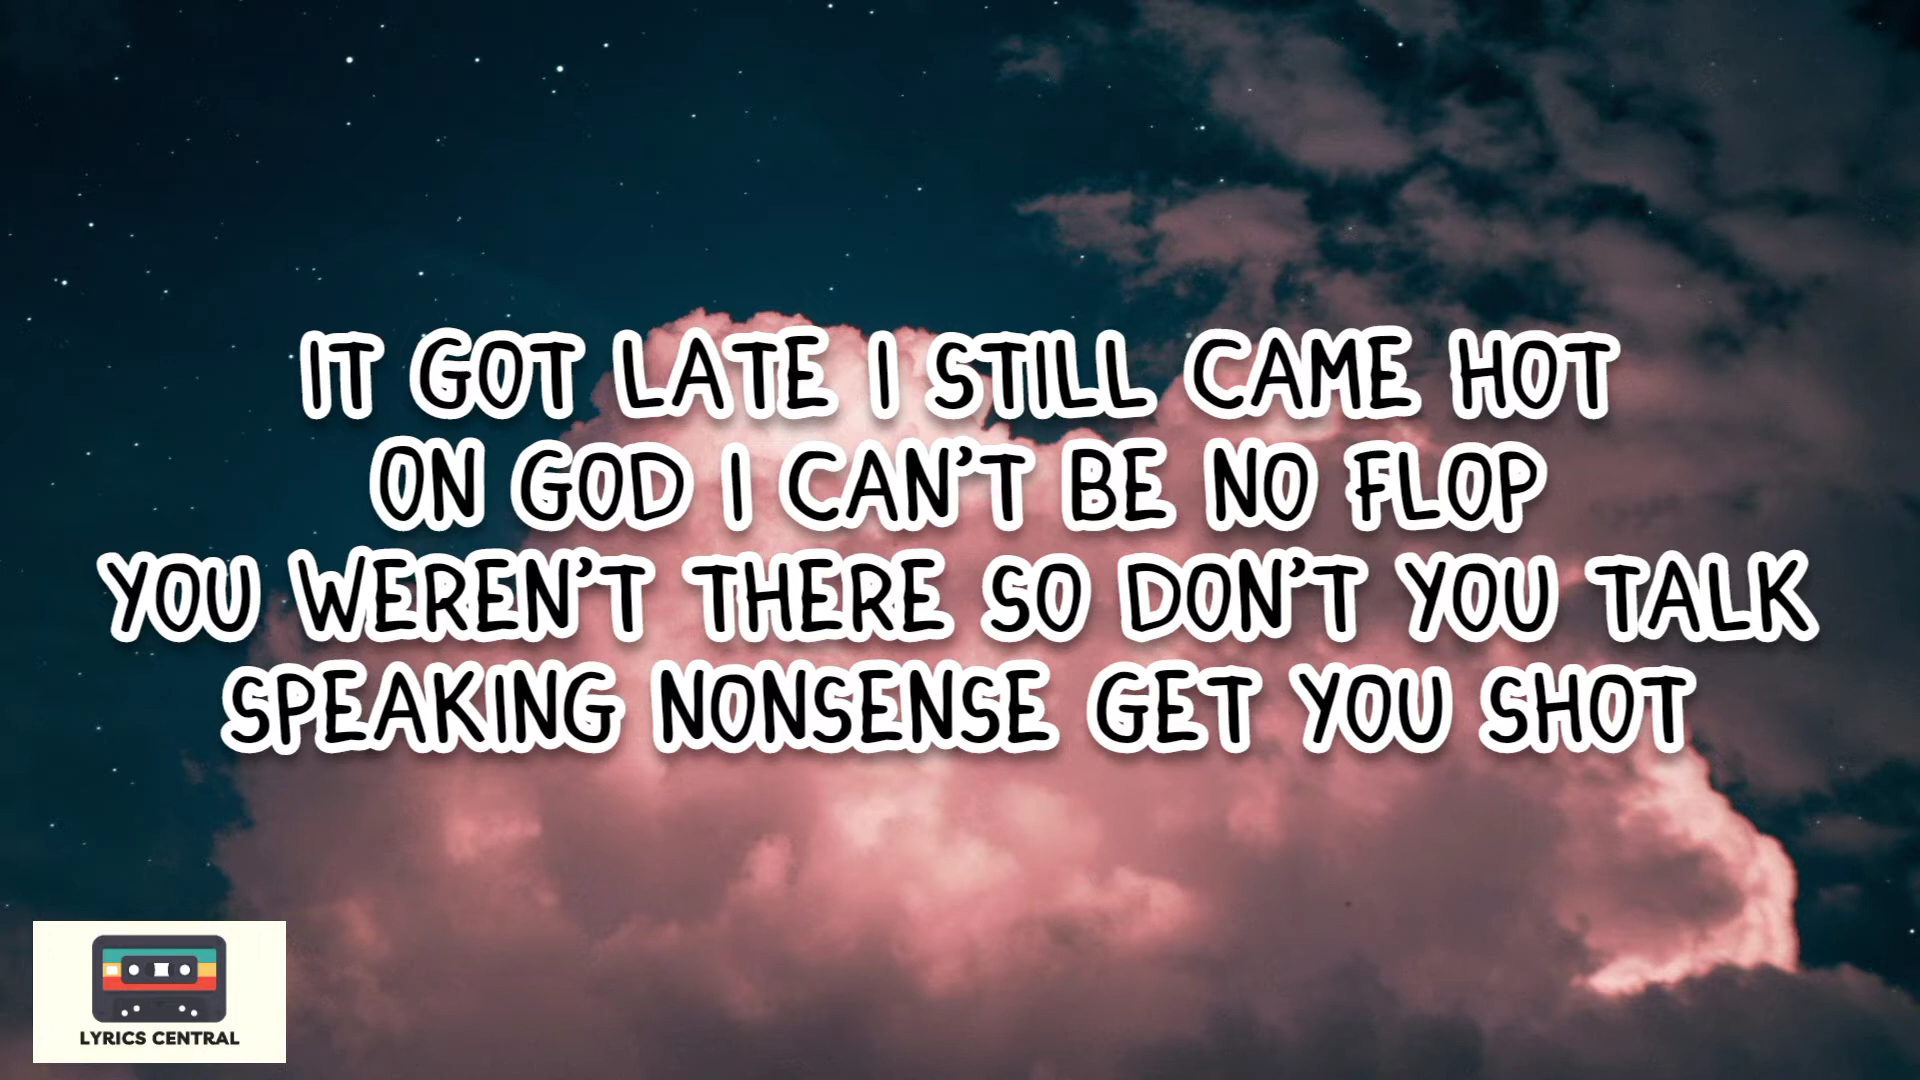 IT GOT LATE I STILL CAME HOT
ON GOD I CAN'T BE NO FLOP
YOU WEREN'T THERE SO DON'T YOU TALK
SPEAKING NONSENSE GET YOU SHOT
LYRICS CENTRAL